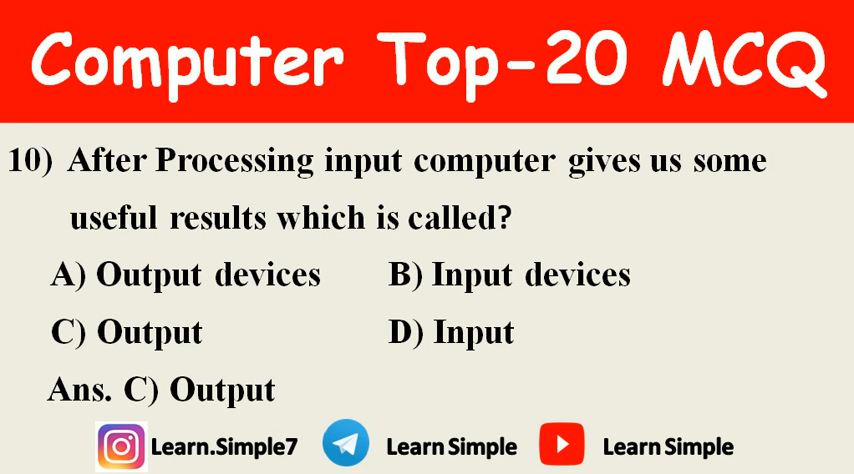 Computer Top-20 MCQ
10) After Processing input computer gives us some
useful results which is called?
A) Output devices B) Input devices
C) Output D) Input
Ans. C) Output
Learn.Simple7 Learn Simple Learn Simple